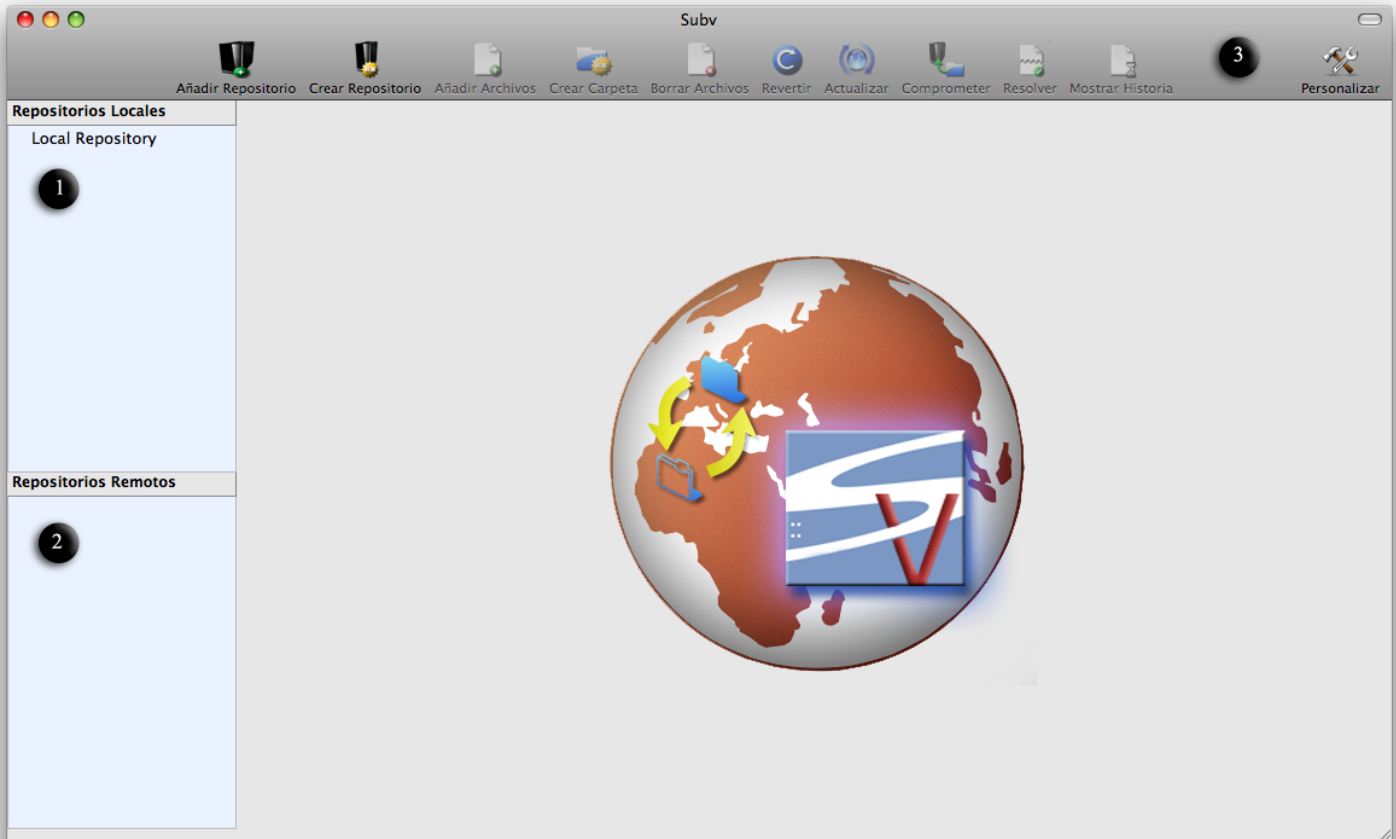 Subv
3
Añadir Repositorio Crear Repositorio Añadir Archivos Crear Carpeta Borrar Archivos Revertir Actualizar Comprometer Resolver Mostrar Historia Personalizar
Repositorios Locales
Local Repository
1
Repositorios Remotos
2
V